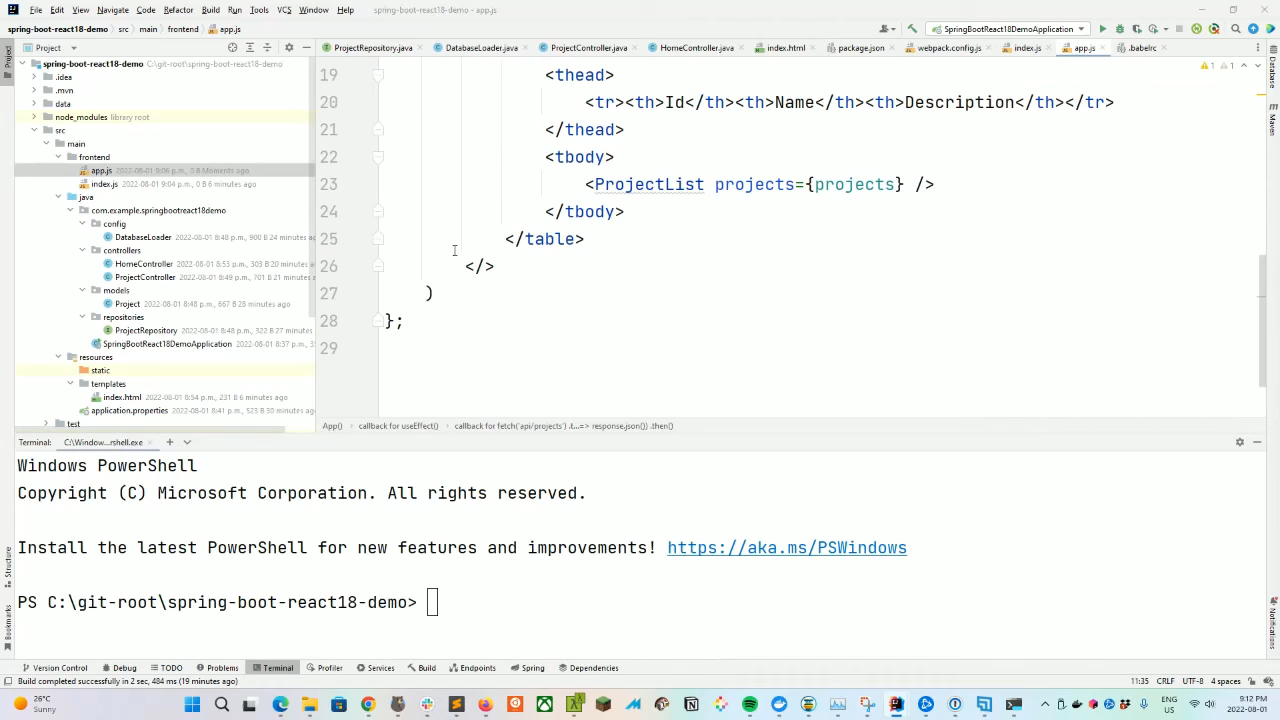 File Edit View Navigate Code Refactor Build Run Tools VCS Window Help spring-boot-react18-demo - app.js
spring-boot-react18-demo src main frontend app.js SpringBootReact18DemoApplication
Project ProjectRepository.java DatabaseLoader.java ProjectController.java HomeController.java index.html package.json webpack.config.js index.js app.js .babelrc
Project
Structure
Bookmarks
Database
Maven
Notifications
spring-boot-react18-demo C:\git-root\spring-boot-react18-demo
.idea
.mvn
data
node_modules library root
src
main
frontend
app.js 2022-08-01 9:06 p.m., 0 B Moments ago
index.js 2022-08-01 9:04 p.m., 0 B 6 minutes ago
java
com.example.springbootreact18demo
config
DatabaseLoader 2022-08-01 8:48 p.m., 900 B 24 minutes ago
controllers
HomeController 2022-08-01 8:53 p.m., 303 B 20 minutes ago
ProjectController 2022-08-01 8:49 p.m., 701 B 21 minutes ago
models
Project 2022-08-01 8:48 p.m., 667 B 28 minutes ago
repositories
ProjectRepository 2022-08-01 8:48 p.m., 322 B 27 minutes ago
SpringBootReact18DemoApplication 2022-08-01 8:37 p.m., 3
resources
static
templates
index.html 2022-08-01 8:54 p.m., 231 B 6 minutes ago
application.properties 2022-08-01 8:41 p.m., 523 B 30 minutes ago
test
1 1
19 <thead>
20 <tr><th>Id</th><th>Name</th><th>Description</th></tr>
21 </thead>
22 <tbody>
23 <ProjectList projects={projects} />
24 </tbody>
25 </table>
26 </>
27 )
28 };
29
App() callback for useEffect() callback for fetch('api/projects') .t...=> response.json()) .then()
Terminal: C:\Window...rshell.exe
Windows PowerShell
Copyright (C) Microsoft Corporation. All rights reserved.
Install the latest PowerShell for new features and improvements! https://aka.ms/PSWindows
PS C:\git-root\spring-boot-react18-demo>
Version Control Debug TODO Problems Terminal Profiler Services Build Endpoints Spring Dependencies
Build completed successfully in 2 sec, 484 ms (19 minutes ago) 11:35 CRLF UTF-8 4 spaces
26°C
Sunny
ENG
US
9:12 PM
2022-08-01